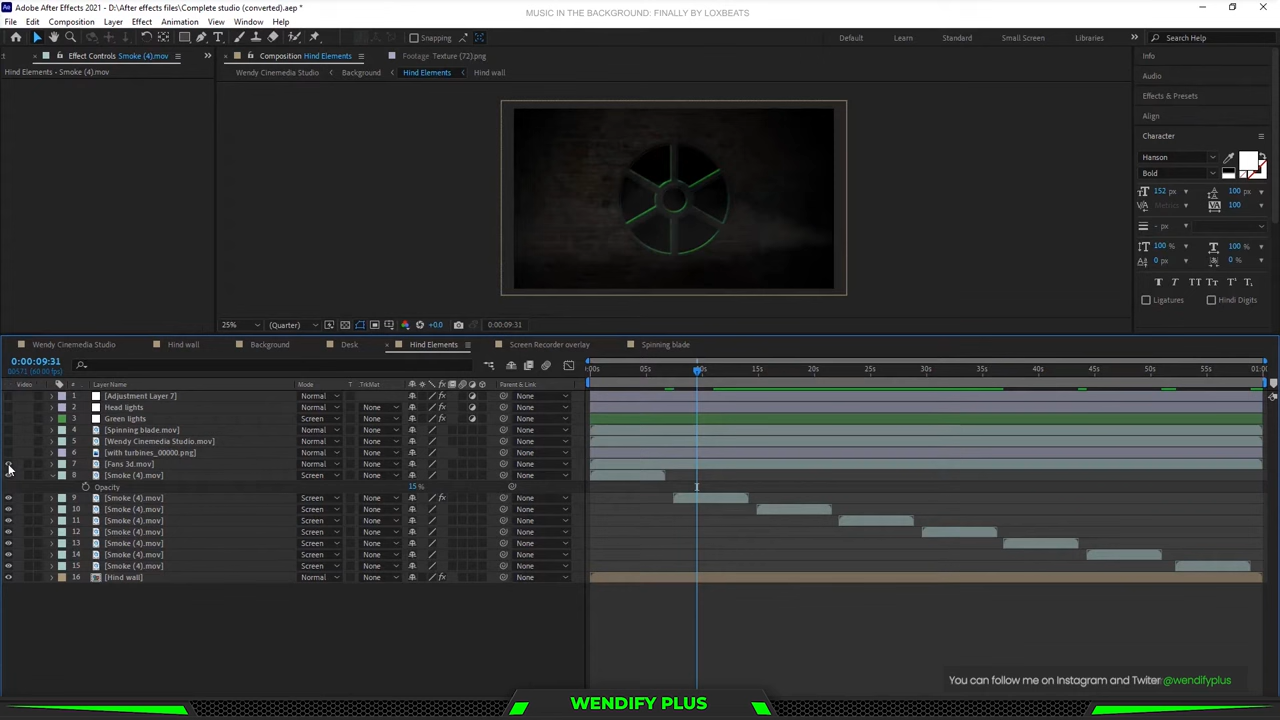 Adobe After Effects 2021 - D:\After effects files\Complete studio (converted).aep *
MUSIC IN THE BACKGROUND: FINALLY BY LOXBEATS
File Edit Composition Layer Effect Animation View Window Help
Snapping
Default Learn Standard Small Screen Libraries
Search Help
Effect Controls Smoke (4).mov
Hind Elements - Smoke (4).mov
Composition Hind Elements
Footage Texture (72).png
Wendy Cinemedia Studio Background Hind Elements Hind wall
Info
Audio
Effects & Presets
Align
Character
Hanson
Bold
152 px
100 %
Metrics
100
- px
100 %
100 %
0 px
0 %
T T TT Tt T¹ T₁
Ligatures Hindi Digits
25% (Quarter) +0.0 0:00:09:31
Wendy Cinemedia Studio Hind wall Background Desk Hind Elements Screen Recorder overlay Spinning blade
0:00:09:31
00571 (60.00 fps)
:00s 05s 10s 15s 20s 25s 30s 35s 40s 45s 50s 55s 01:00
Video # Layer Name Mode T .TrkMat Parent & Link
1 [Adjustment Layer 7] Normal None
2 Head lights Normal None None
3 Green lights Screen None None
4 [Spinning blade.mov] Normal None None
5 [Wendy Cinemedia Studio.mov] Normal None None
6 [with turbines_00000.png] Normal None None
7 [Fans 3d.mov] Normal None None
8 [Smoke (4).mov] Screen None None
Opacity 15 %
9 [Smoke (4).mov] Screen None None
10 [Smoke (4).mov] Screen None None
11 [Smoke (4).mov] Screen None None
12 [Smoke (4).mov] Screen None None
13 [Smoke (4).mov] Screen None None
14 [Smoke (4).mov] Screen None None
15 [Smoke (4).mov] Screen None None
16 [Hind wall] Normal None None
You can follow me on Instagram and Twiter @wendifyplus
WENDIFY PLUS